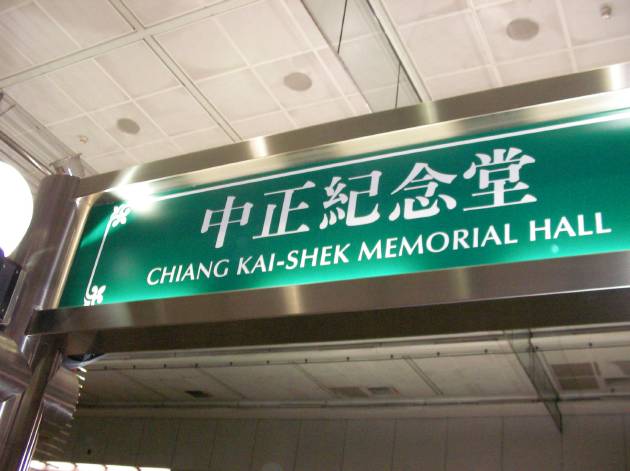 中正紀念堂
CHIANG KAI-SHEK MEMORIAL HALL